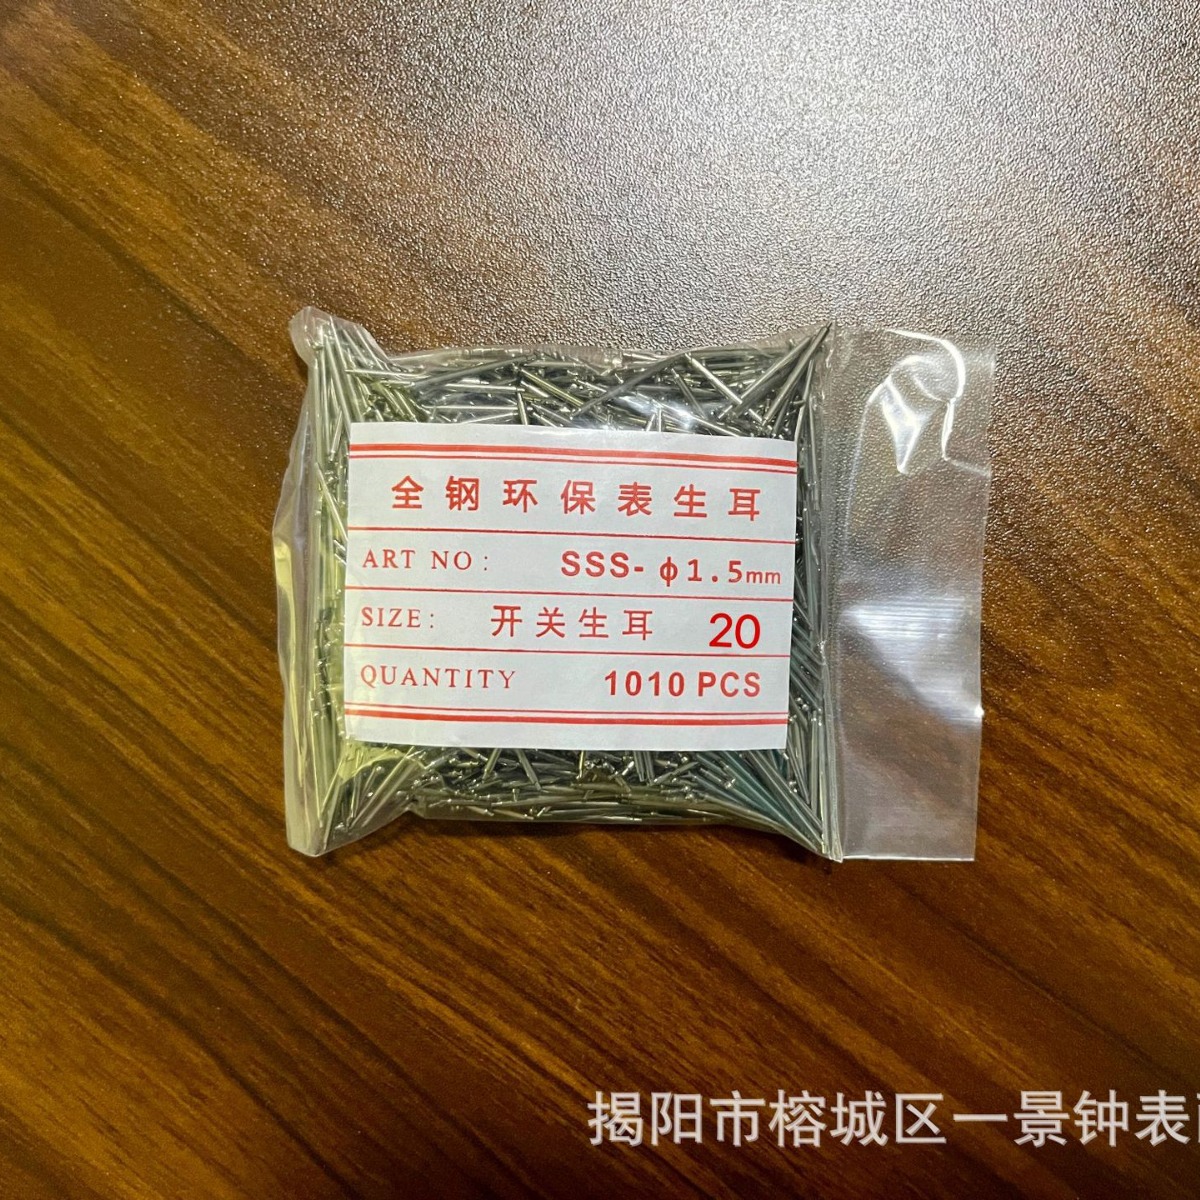 全钢环保表生耳
ART NO: SSS-ϕ1.5mm
SIZE: 开关生耳 20
QUANTITY 1010 PCS
揭阳市榕城区一景钟表